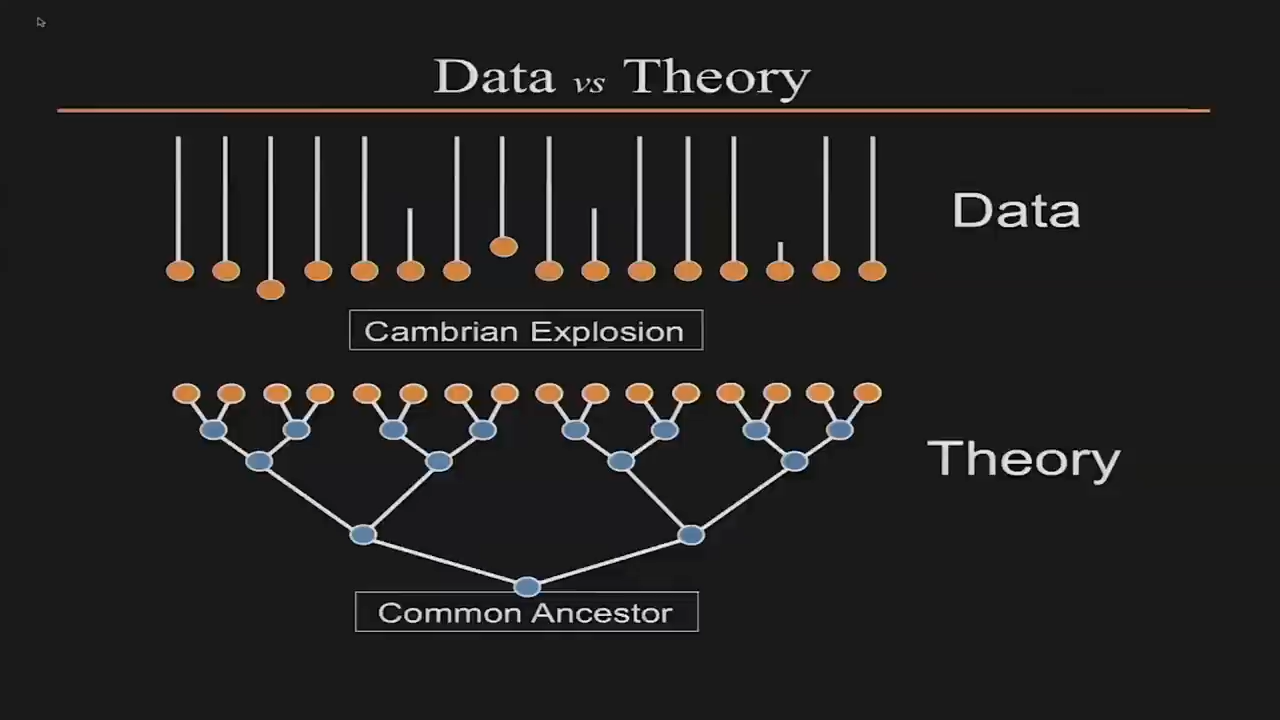 Data vs Theory
Data
Cambrian Explosion
Theory
Common Ancestor